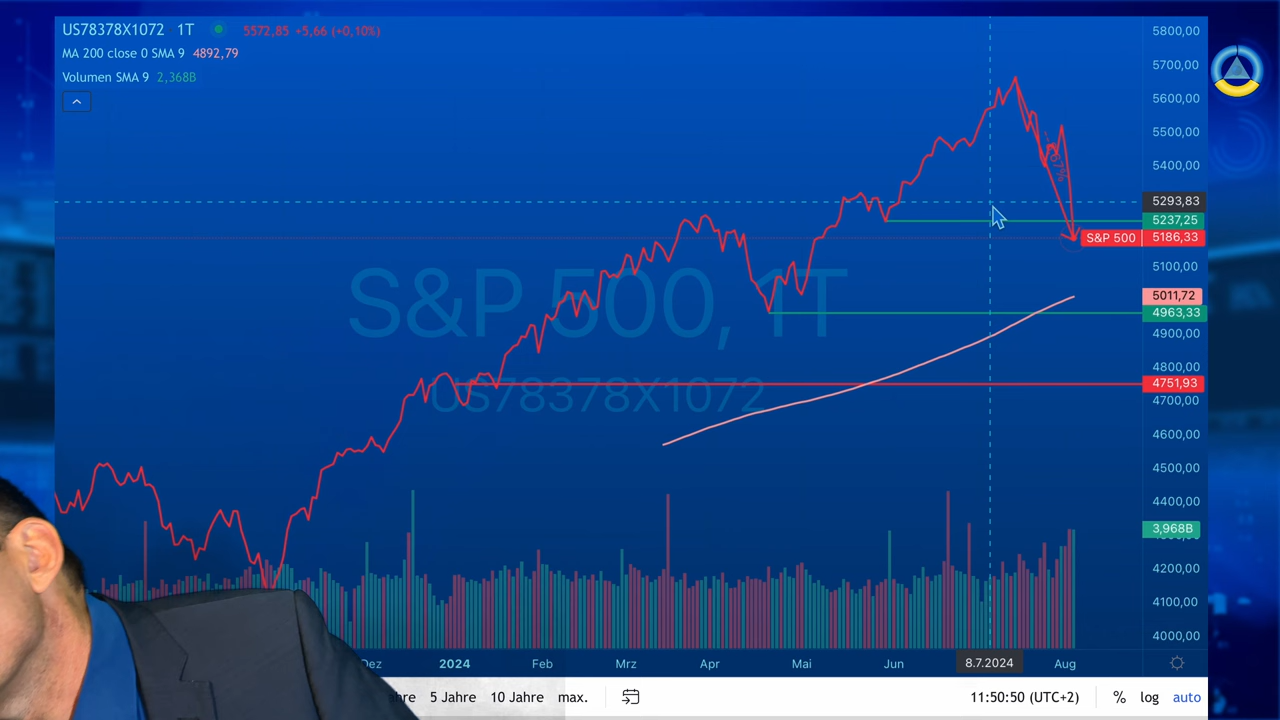 US78378X1072 1T 5572,85 +5,66 (+0,10%)
MA 200 close 0 SMA 9 4892,79
Volumen SMA 9 2,368B
S&P 500, 1T
US78378X1072
5800,00
5700,00
5600,00
5500,00
5400,00
5293,83
5237,25
S&P 500 5186,33
5100,00
5011,72
4963,33
4900,00
4800,00
4751,93
4700,00
4600,00
4500,00
4400,00
3,968B
4200,00
4100,00
4000,00
Dez 2024 Feb Mrz Apr Mai Jun 8.7.2024 Aug
5 Jahre 10 Jahre max. 11:50:50 (UTC+2) % log auto